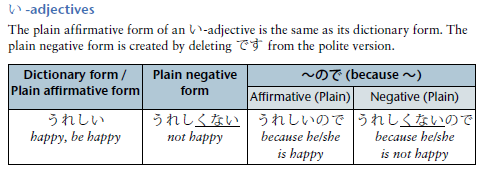 い -adjectives
The plain affirmative form of an い-adjective is the same as its dictionary form. The
plain negative form is created by deleting です from the polite version.
Dictionary form / Plain negative ～ので (because ～)
Plain affirmative form form Affirmative (Plain) Negative (Plain)
うれしい うれしくない うれしいので うれしくないので
happy, be happy not happy because he/she because he/she
is happy is not happy